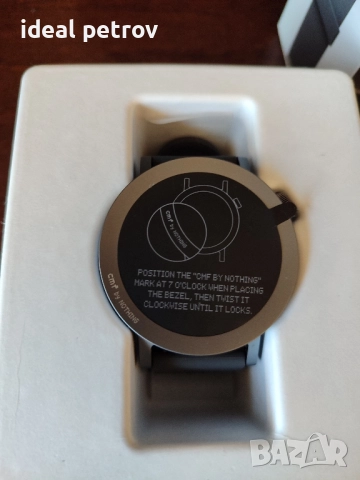 ideal petrov
cmf by NOTHING
POSITION THE "CMF BY NOTHING"
MARK AT 7 O'CLOCK WHEN PLACING
THE BEZEL, THEN TWIST IT
CLOCKWISE UNTIL IT LOCKS.
cmf by NOTHING
BAZAR
bg